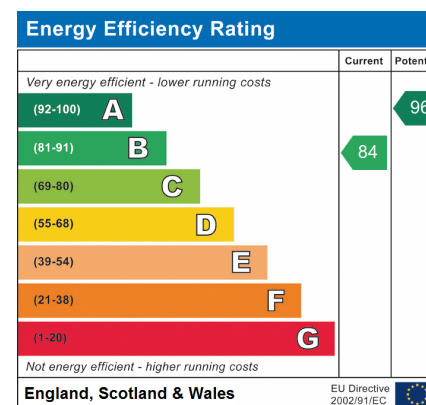 Energy Efficiency Rating
Current Potent
Very energy efficient - lower running costs
(92-100) A
96
(81-91) B
84
(69-80) C
(55-68) D
(39-54) E
(21-38) F
(1-20) G
Not energy efficient - higher running costs
England, Scotland & Wales
EU Directive
2002/91/EC